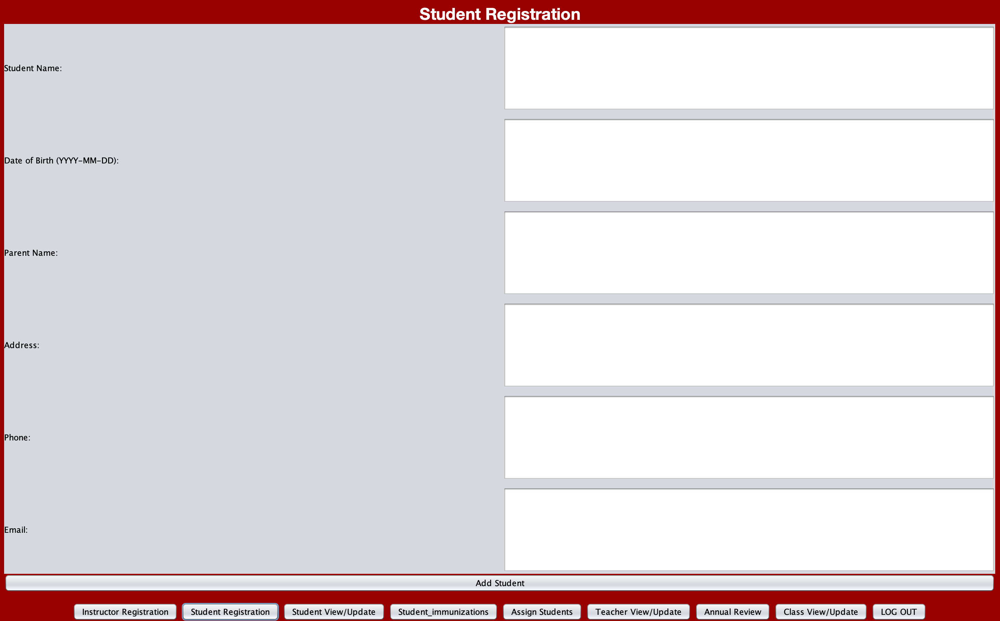 Student Registration
Student Name:
Date of Birth (YYYY-MM-DD):
Parent Name:
Address:
Phone:
Email:
Add Student
Instructor Registration Student Registration Student View/Update Student_immunizations Assign Students Teacher View/Update Annual Review Class View/Update LOG OUT